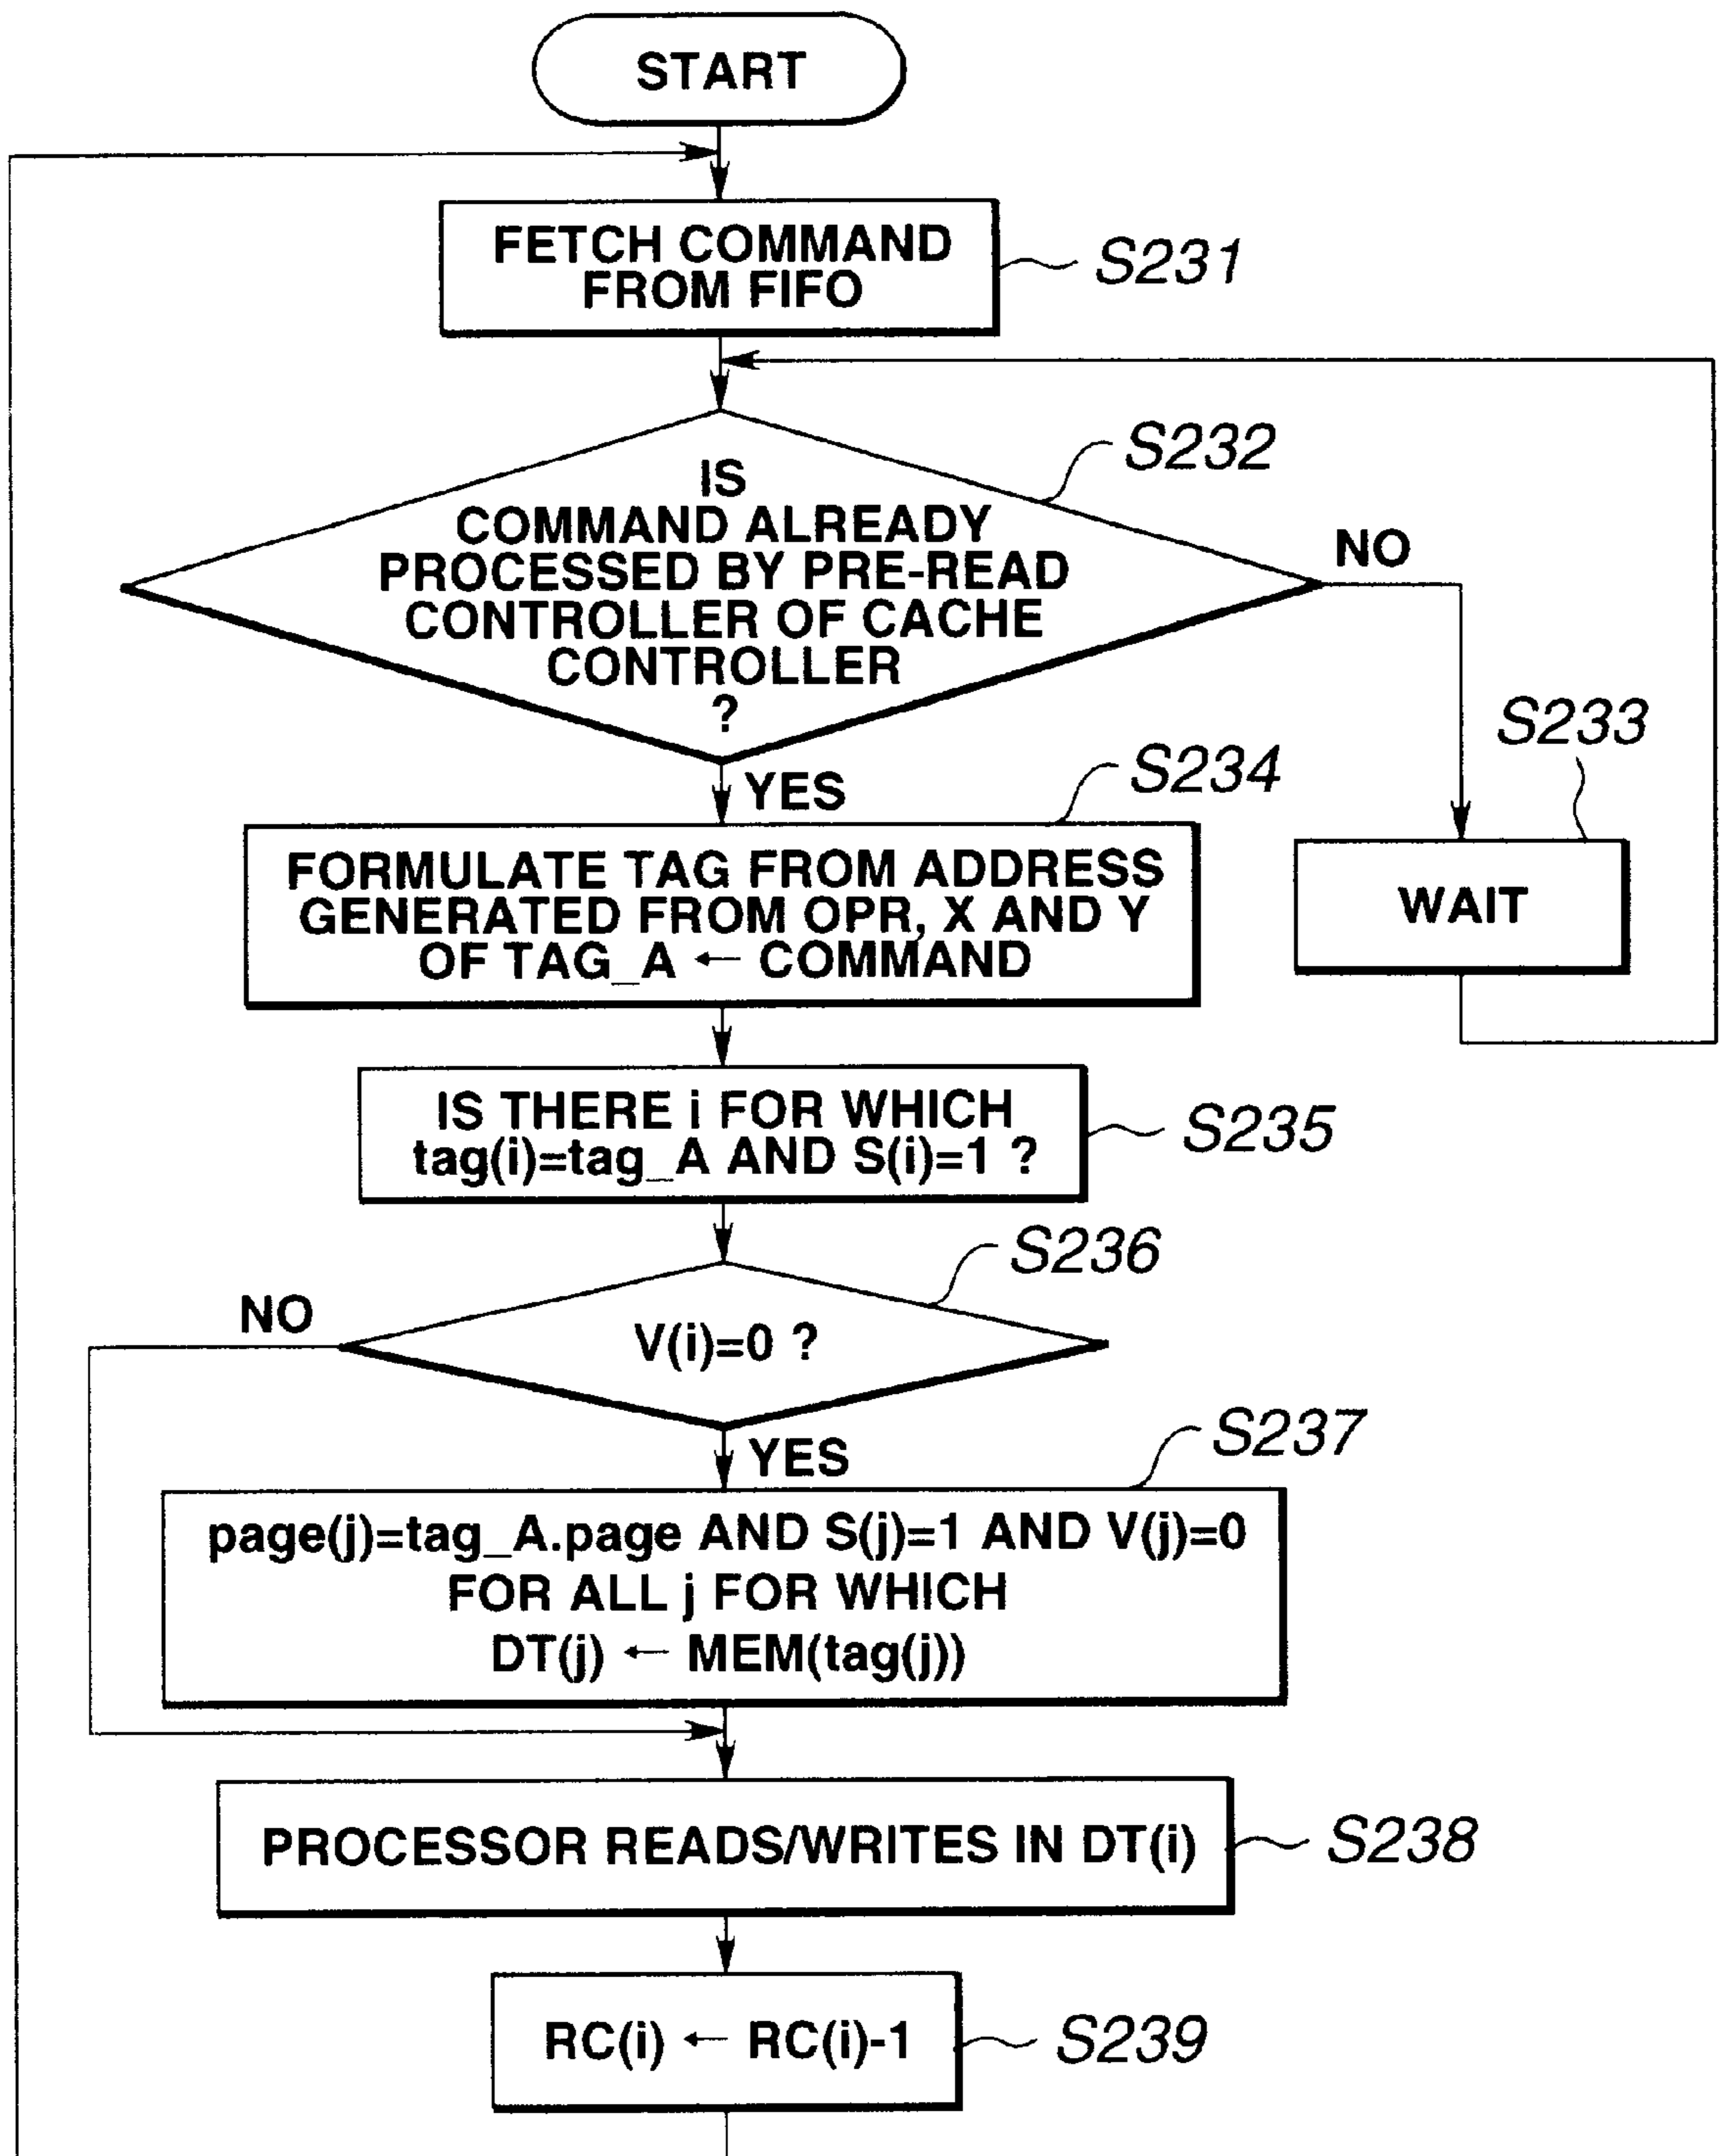 START
FETCH COMMAND
FROM FIFO
S231
S232
IS
COMMAND ALREADY
PROCESSED BY PRE-READ
CONTROLLER OF CACHE
CONTROLLER
?
NO
S233
WAIT
YES
S234
FORMULATE TAG FROM ADDRESS
GENERATED FROM OPR, X AND Y
OF TAG_A ← COMMAND
IS THERE i FOR WHICH
tag(i)=tag_A AND S(i)=1 ?
S235
S236
NO
V(i)=0 ?
YES
S237
page(j)=tag_A.page AND S(j)=1 AND V(j)=0
FOR ALL j FOR WHICH
DT(j) ← MEM(tag(j))
PROCESSOR READS/WRITES IN DT(i)
S238
RC(i) ← RC(i)-1
S239